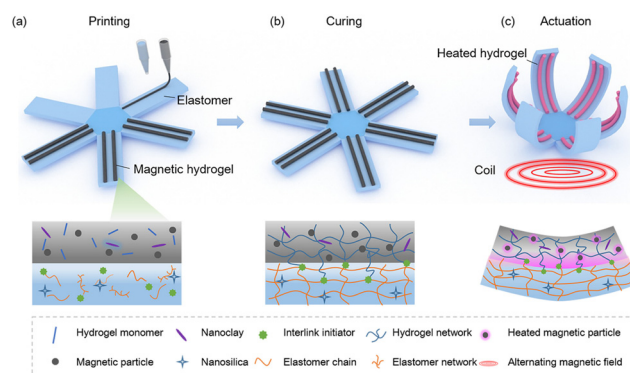 (a) Printing
(b) Curing
(c) Actuation
Elastomer
Magnetic hydrogel
Heated hydrogel
Coil
Hydrogel monomer
Nanoclay
Interlink initiator
Hydrogel network
Heated magnetic particle
Magnetic particle
Nanosilica
Elastomer chain
Elastomer network
Alternating magnetic field